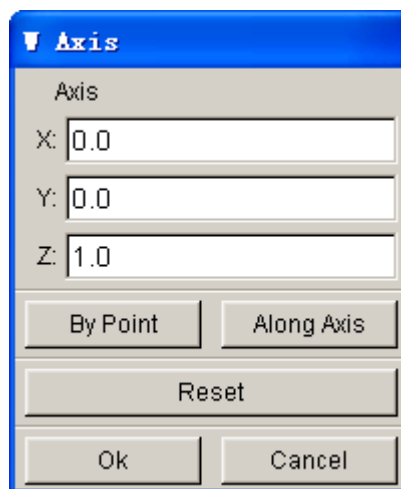 Axis
Axis
X: 0.0
Y: 0.0
Z: 1.0
By Point Along Axis
Reset
Ok Cancel